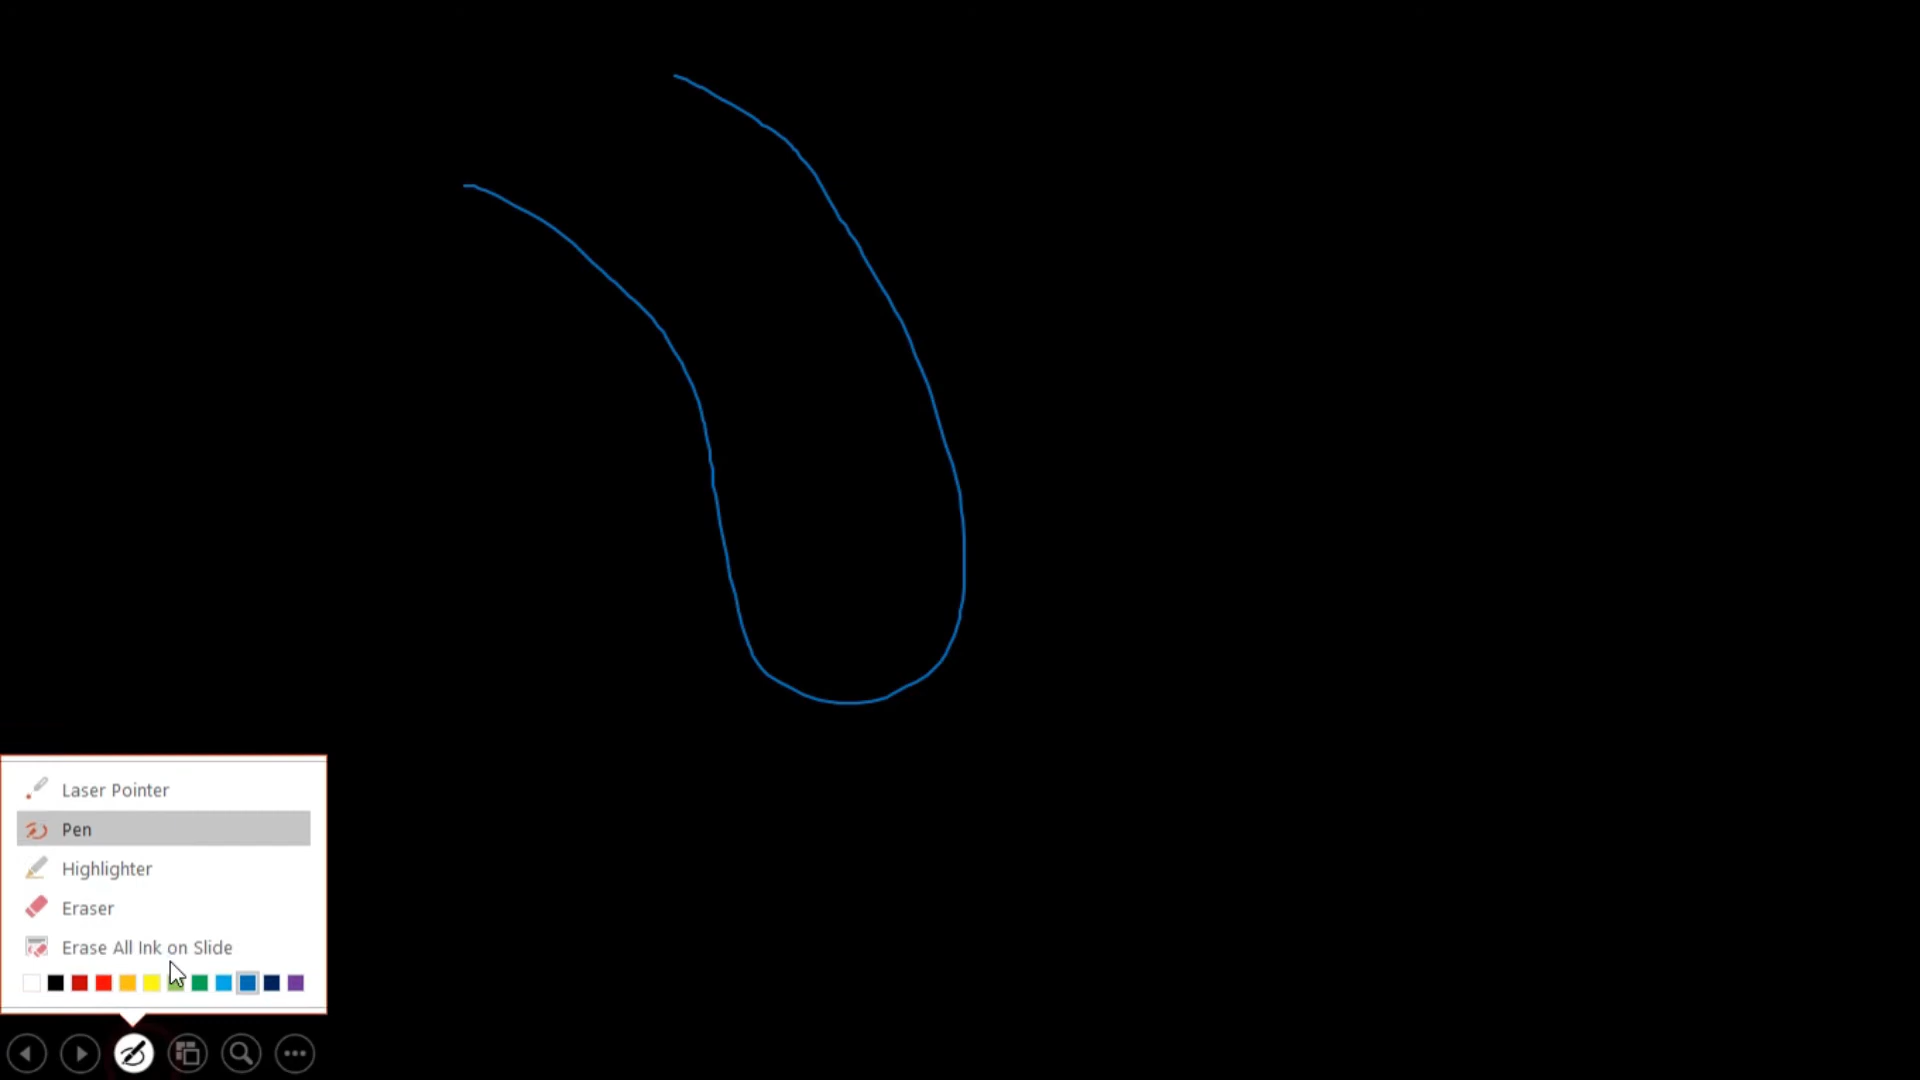 Laser Pointer
Pen
Highlighter
Eraser
Erase All Ink on Slide